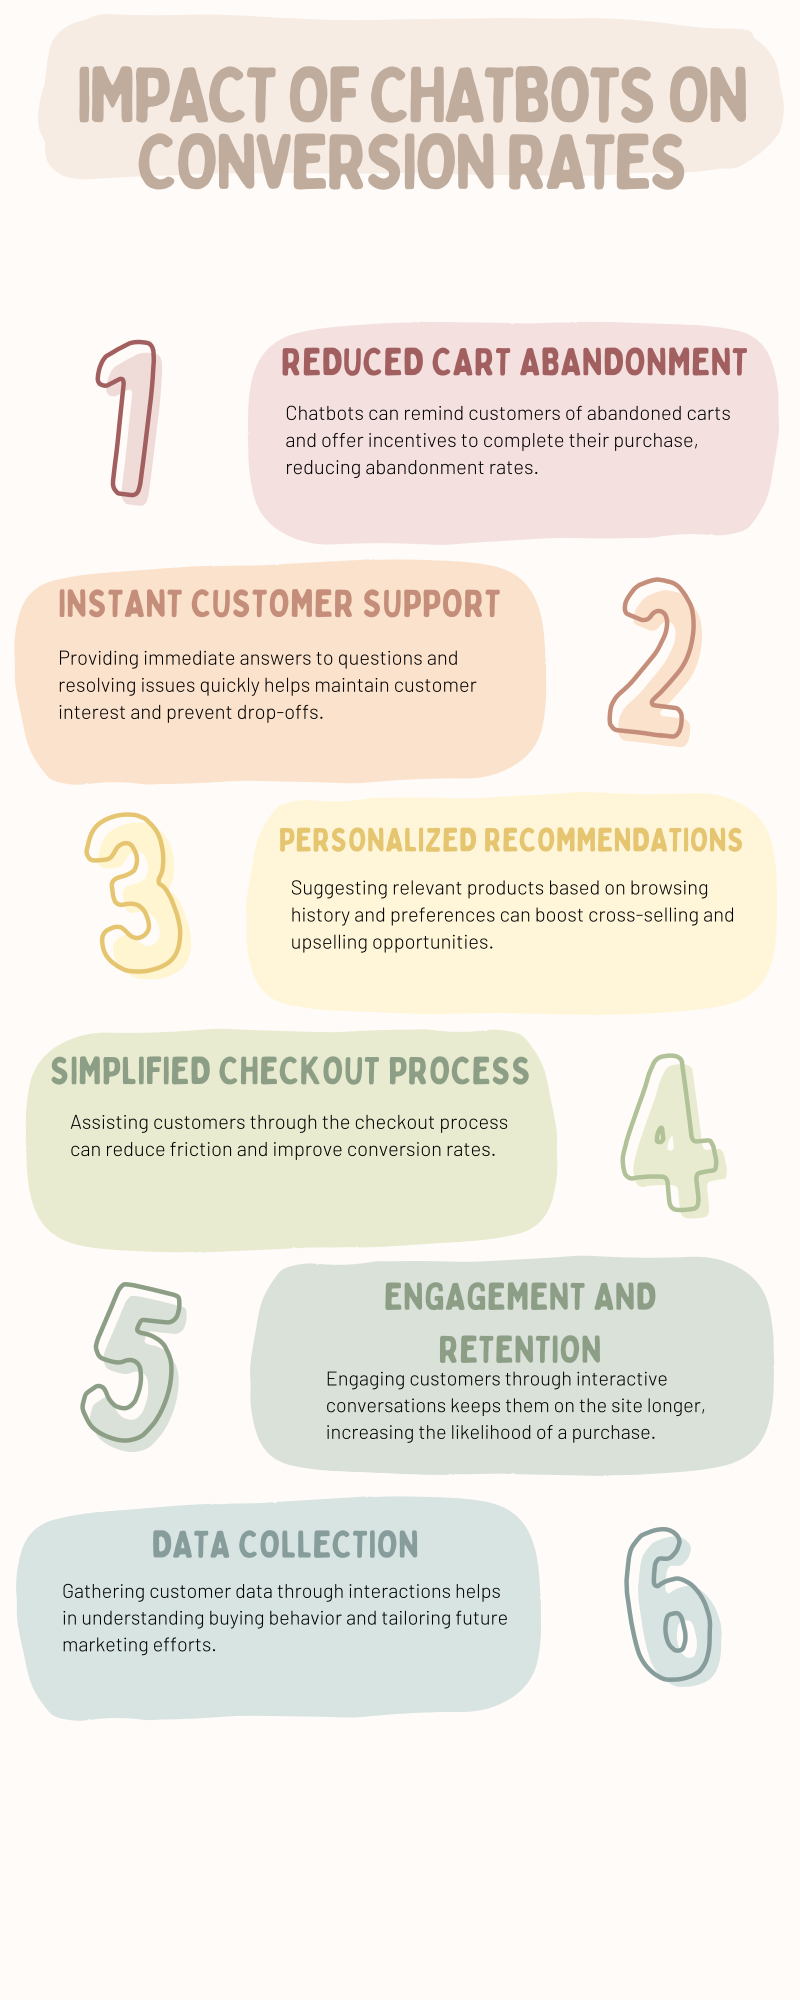 IMPACT OF CHATBOTS ON
CONVERSION RATES
1
REDUCED CART ABANDONMENT
Chatbots can remind customers of abandoned carts
and offer incentives to complete their purchase,
reducing abandonment rates.
INSTANT CUSTOMER SUPPORT
Providing immediate answers to questions and
resolving issues quickly helps maintain customer
interest and prevent drop-offs.
2
3
PERSONALIZED RECOMMENDATIONS
Suggesting relevant products based on browsing
history and preferences can boost cross-selling and
upselling opportunities.
SIMPLIFIED CHECKOUT PROCESS
Assisting customers through the checkout process
can reduce friction and improve conversion rates.
4
5
ENGAGEMENT AND
RETENTION
Engaging customers through interactive
conversations keeps them on the site longer,
increasing the likelihood of a purchase.
DATA COLLECTION
Gathering customer data through interactions helps
in understanding buying behavior and tailoring future
marketing efforts.
6